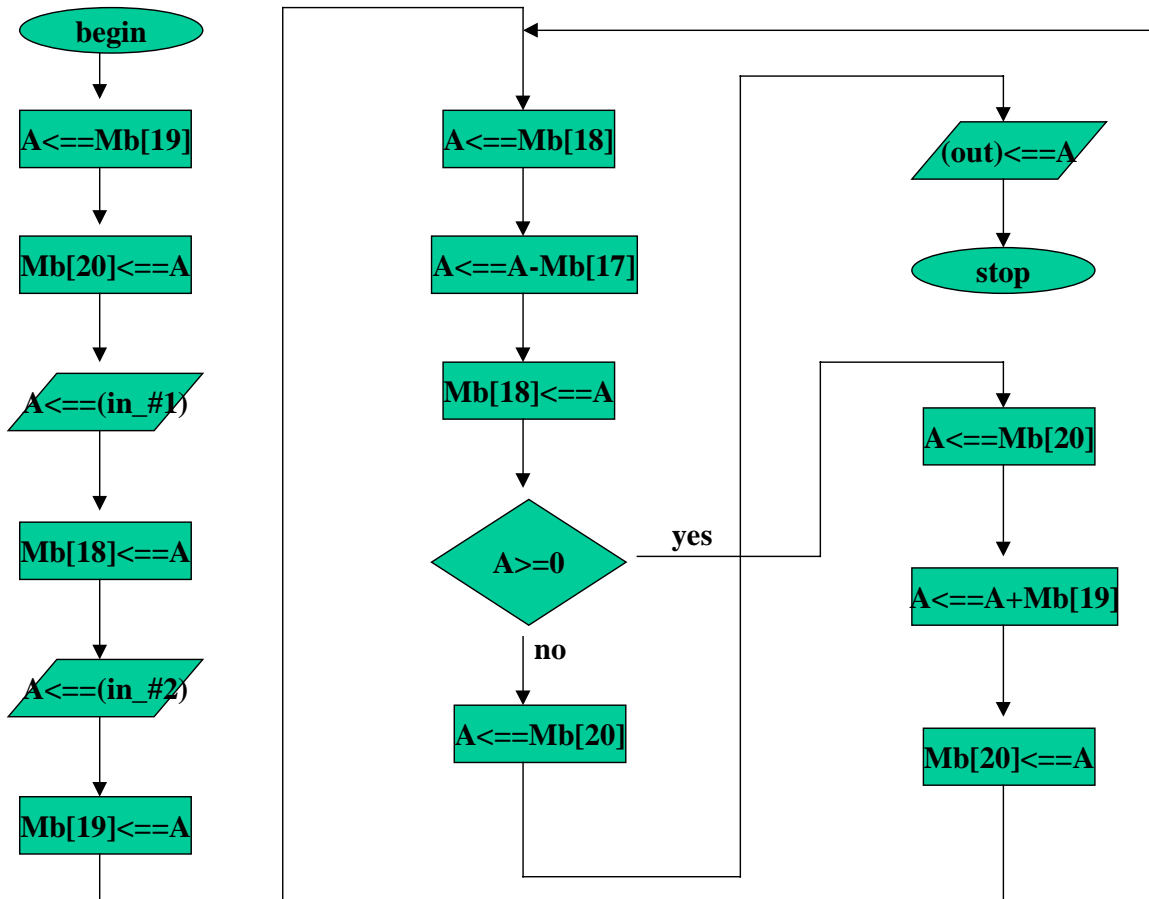 begin
A<==Mb[19]
Mb[20]<==A
A<==(in_#1)
Mb[18]<==A
A<==(in_#2)
Mb[19]<==A
A<==Mb[18]
A<==A-Mb[17]
Mb[18]<==A
A>=0
yes
no
A<==Mb[20]
(out)<==A
stop
A<==Mb[20]
A<==A+Mb[19]
Mb[20]<==A